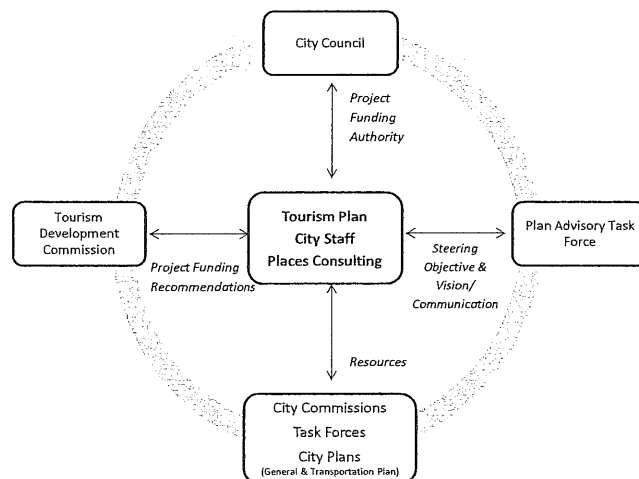 City Council
Project
Funding
Authority
Tourism
Development
Commission
Project Funding
Recommendations
Tourism Plan
City Staff
Places Consulting
Steering
Objective &
Vision/
Communication
Plan Advisory Task
Force
Resources
City Commissions
Task Forces
City Plans
(General & Transportation Plan)